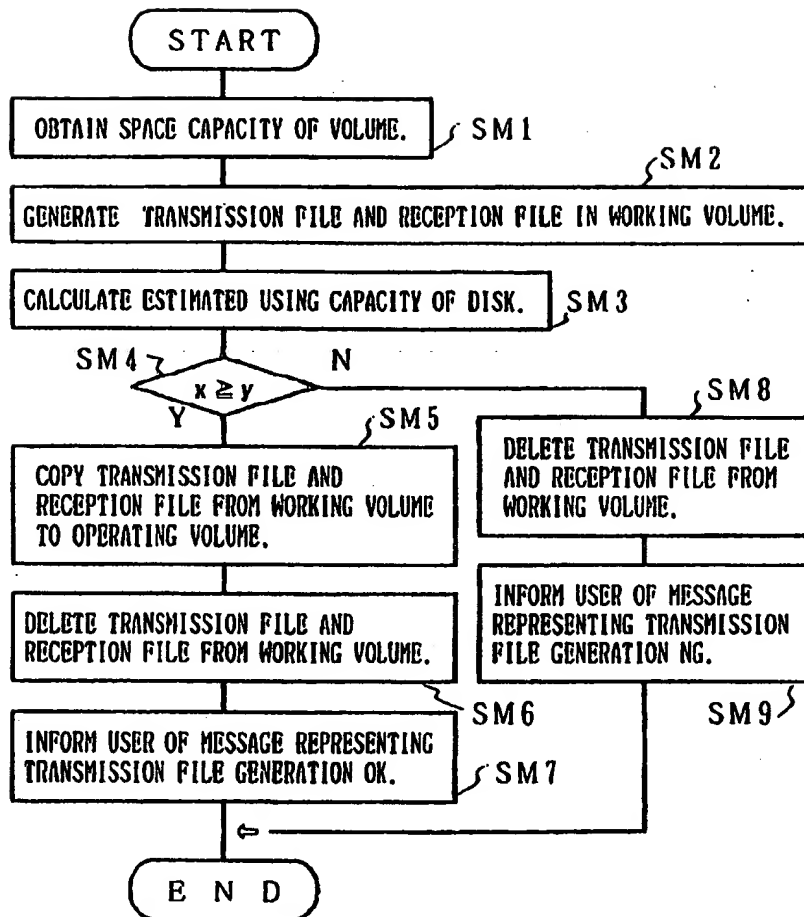 START
OBTAIN SPACE CAPACITY OF VOLUME.
SM1
SM2
GENERATE TRANSMISSION FILE AND RECEPTION FILE IN WORKING VOLUME.
CALCULATE ESTIMATED USING CAPACITY OF DISK.
SM3
SM4
N
x ≧ y
Y
SM5
COPY TRANSMISSION FILE AND
RECEPTION FILE FROM WORKING VOLUME
TO OPERATING VOLUME.
DELETE TRANSMISSION FILE AND
RECEPTION FILE FROM WORKING VOLUME.
SM6
INFORM USER OF MESSAGE REPRESENTING
TRANSMISSION FILE GENERATION OK.
SM7
SM8
DELETE TRANSMISSION FILE
AND RECEPTION FILE FROM
WORKING VOLUME.
INFORM USER OF MESSAGE
REPRESENTING TRANSMISSION
FILE GENERATION NG.
SM9
END